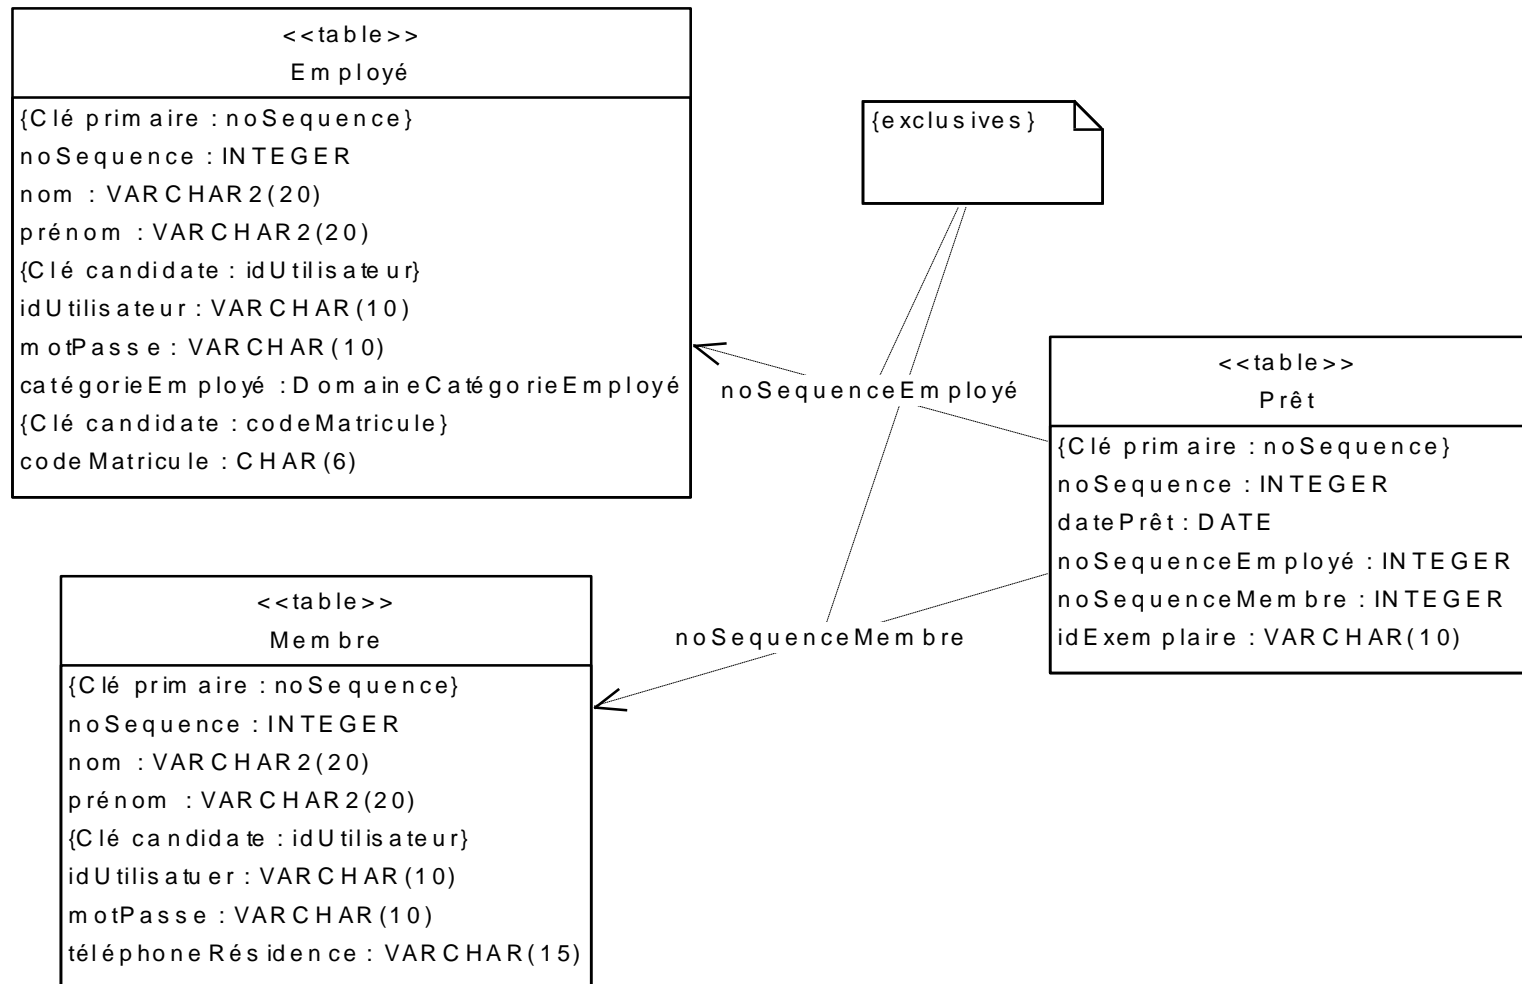 <<table>>
Employé
{Clé primaire : noSequence}
noSequence : INTEGER
nom : VARCHAR2(20)
prénom : VARCHAR2(20)
{Clé candidate : idUtilisateur}
idUtilisateur : VARCHAR(10)
motPasse : VARCHAR(10)
catégorieEmployé : DomaineCatégorieEmployé
{Clé candidate : codeMatricule}
codeMatricule : CHAR(6)
{exclusives}
noSequenceEmployé
noSequenceMembre
<<table>>
Prêt
{Clé primaire : noSequence}
noSequence : INTEGER
datePrêt : DATE
noSequenceEmployé : INTEGER
noSequenceMembre : INTEGER
idExemplaire : VARCHAR(10)
<<table>>
Membre
{Clé primaire : noSequence}
noSequence : INTEGER
nom : VARCHAR2(20)
prénom : VARCHAR2(20)
{Clé candidate : idUtilisateur}
idUtilisatuer : VARCHAR(10)
motPasse : VARCHAR(10)
téléphoneRésidence : VARCHAR(15)